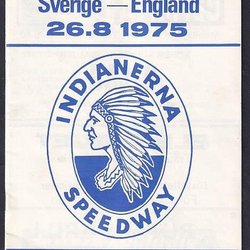 Sverige — England
26.8 1975
INDIANERNA
SPEEDWAY